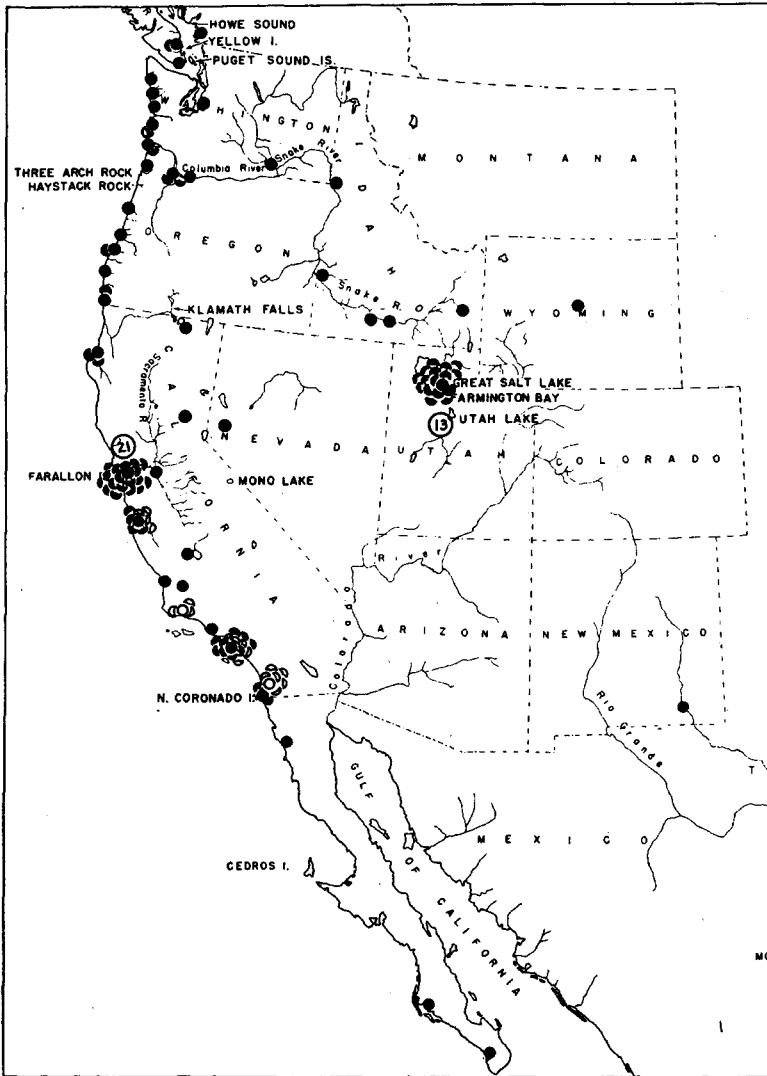 HOWE SOUND
YELLOW I.
PUGET SOUND IS.
WASHINGTON
MONTANA
THREE ARCH ROCK
HAYSTACK ROCK
Columbia River
Snake River
IDAHO
OREGON
Snake R.
WYOMING
KLAMATH FALLS
Sacramento R.
CALIFORNIA
GREAT SALT LAKE
FARMINGTON BAY
13
UTAH LAKE
NEVADA
UTAH
COLORADO
21
FARALLON
MONO LAKE
Colorado River
ARIZONA
NEW MEXICO
N. CORONADO I.
Rio Grande
T
GULF OF CALIFORNIA
MEXICO
CEDROS I.
MO